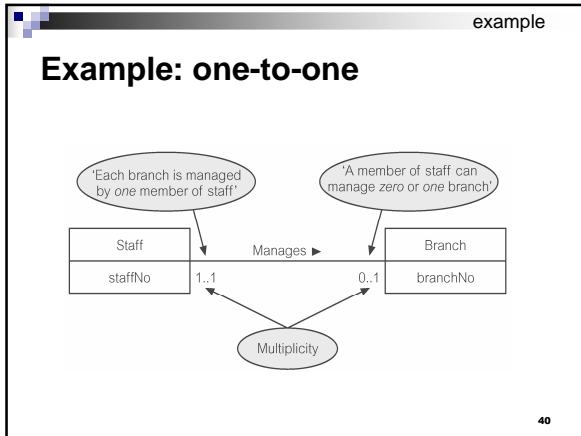 example
Example: one-to-one
‘Each branch is managed
by one member of staff’
‘A member of staff can
manage zero or one branch’
Staff
Manages ►
Branch
staffNo
1..1
0..1
branchNo
Multiplicity
40